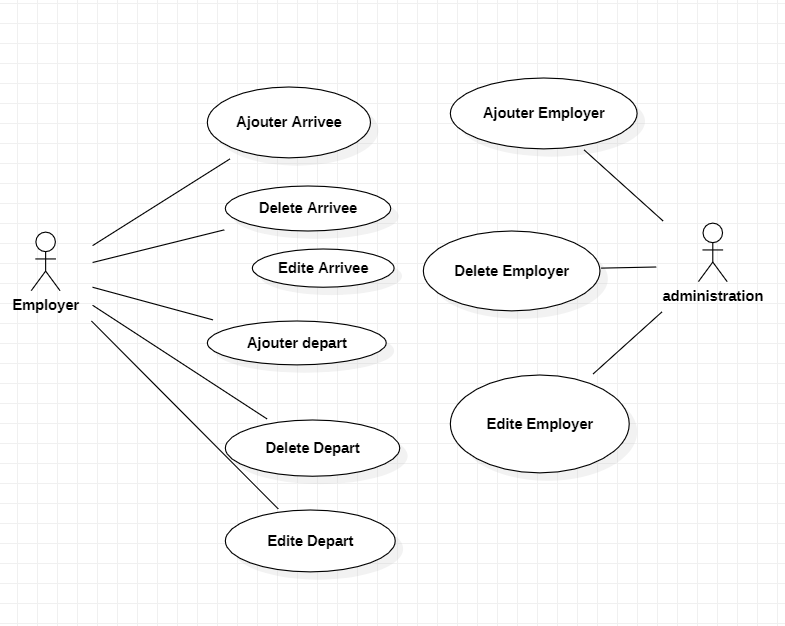 Ajouter Arrivee
Delete Arrivee
Edite Arrivee
Employer
Ajouter depart
Delete Depart
Edite Depart
Ajouter Employer
Delete Employer
administration
Edite Employer